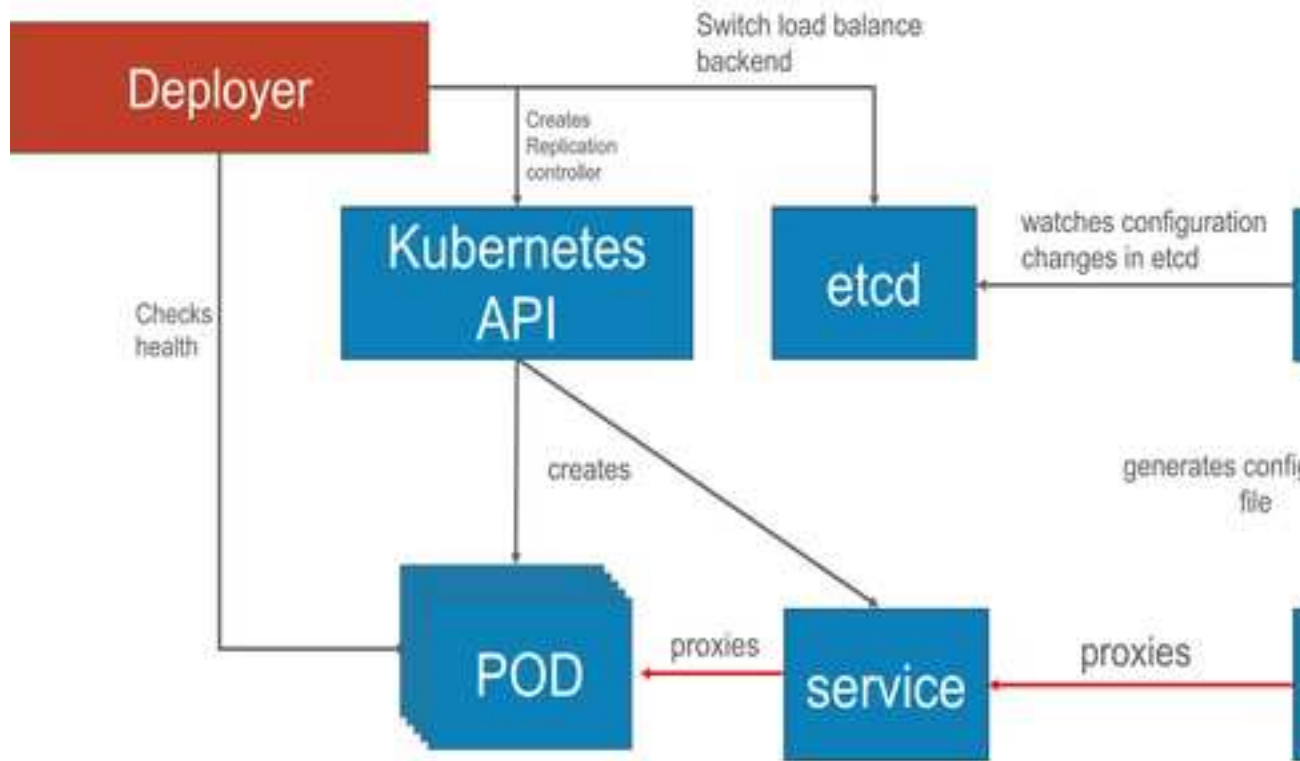 Switch load balance
backend
Deployer
Creates
Replication
controller
Kubernetes
API
etcd
watches configuration
changes in etcd
Checks
health
creates
generates config
file
POD
proxies
service
proxies